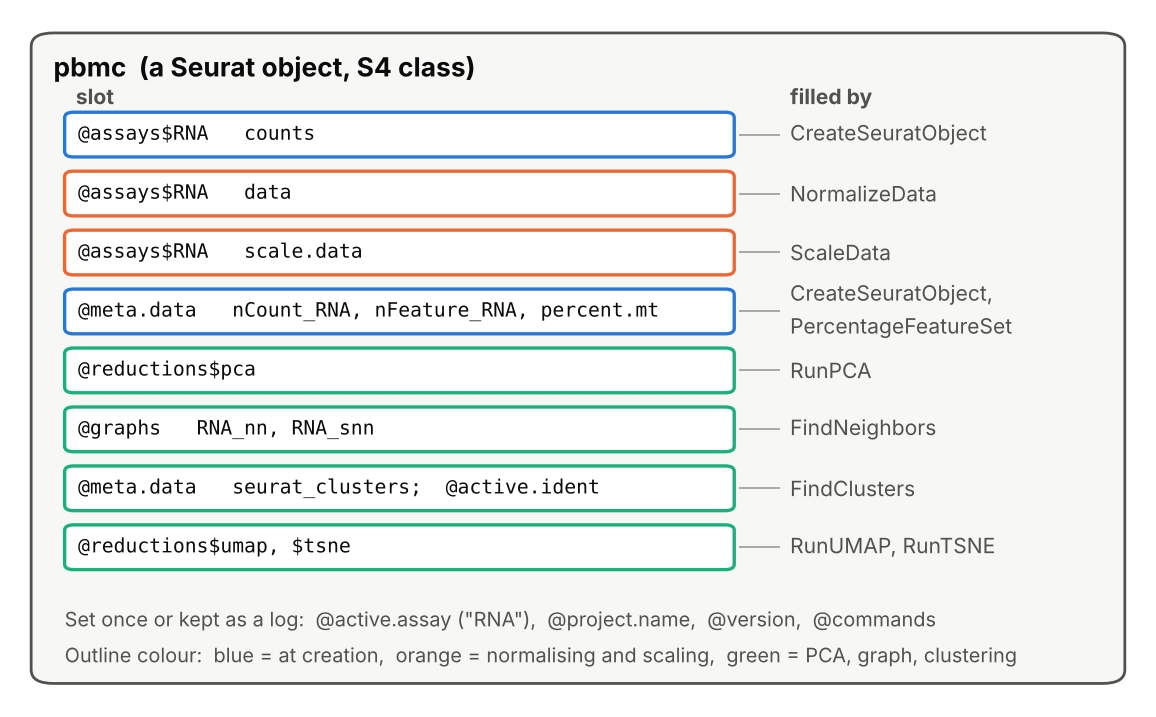 pbmc  (a Seurat object, S4 class)
slot
filled by
@assays$RNA   counts
CreateSeuratObject
@assays$RNA   data
NormalizeData
@assays$RNA   scale.data
ScaleData
@meta.data   nCount_RNA, nFeature_RNA, percent.mt
CreateSeuratObject,
PercentageFeatureSet
@reductions$pca
RunPCA
@graphs   RNA_nn, RNA_snn
FindNeighbors
@meta.data   seurat_clusters;  @active.ident
FindClusters
@reductions$umap, $tsne
RunUMAP, RunTSNE
Set once or kept as a log:  @active.assay ("RNA"),  @project.name,  @version,  @commands
Outline colour:  blue = at creation,  orange = normalising and scaling,  green = PCA, graph, clustering